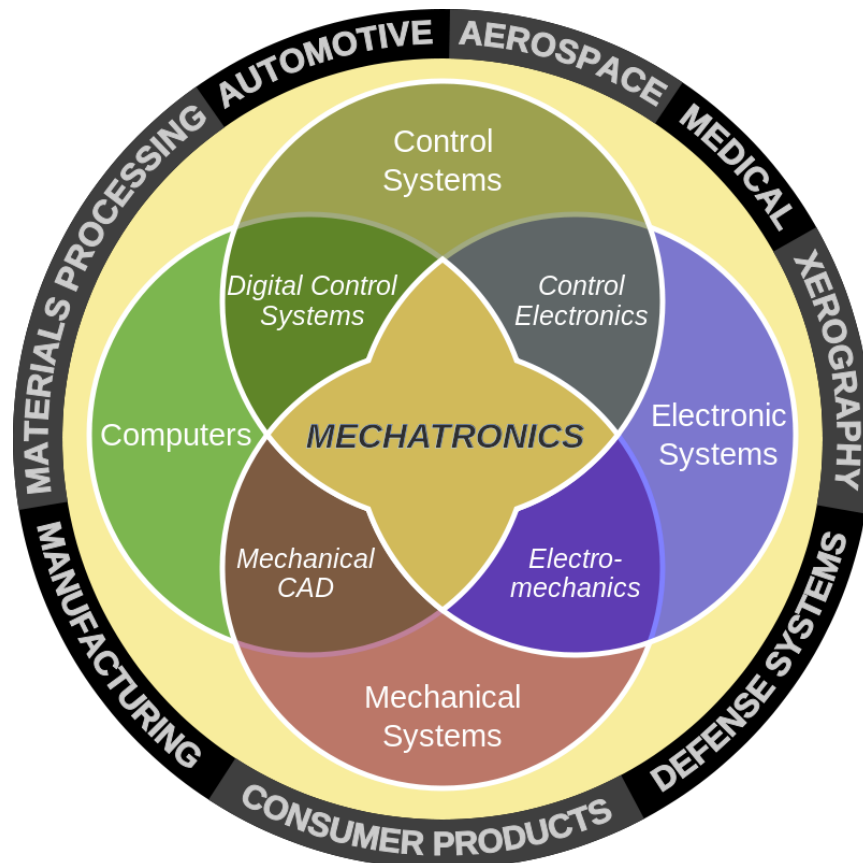 AUTOMOTIVE
AEROSPACE
MEDICAL
XEROGRAPHY
DEFENSE SYSTEMS
CONSUMER PRODUCTS
MANUFACTURING
MATERIALS PROCESSING
Control
Systems
Digital Control
Systems
Control
Electronics
Computers
MECHATRONICS
Electronic
Systems
Mechanical
CAD
Electro-
mechanics
Mechanical
Systems